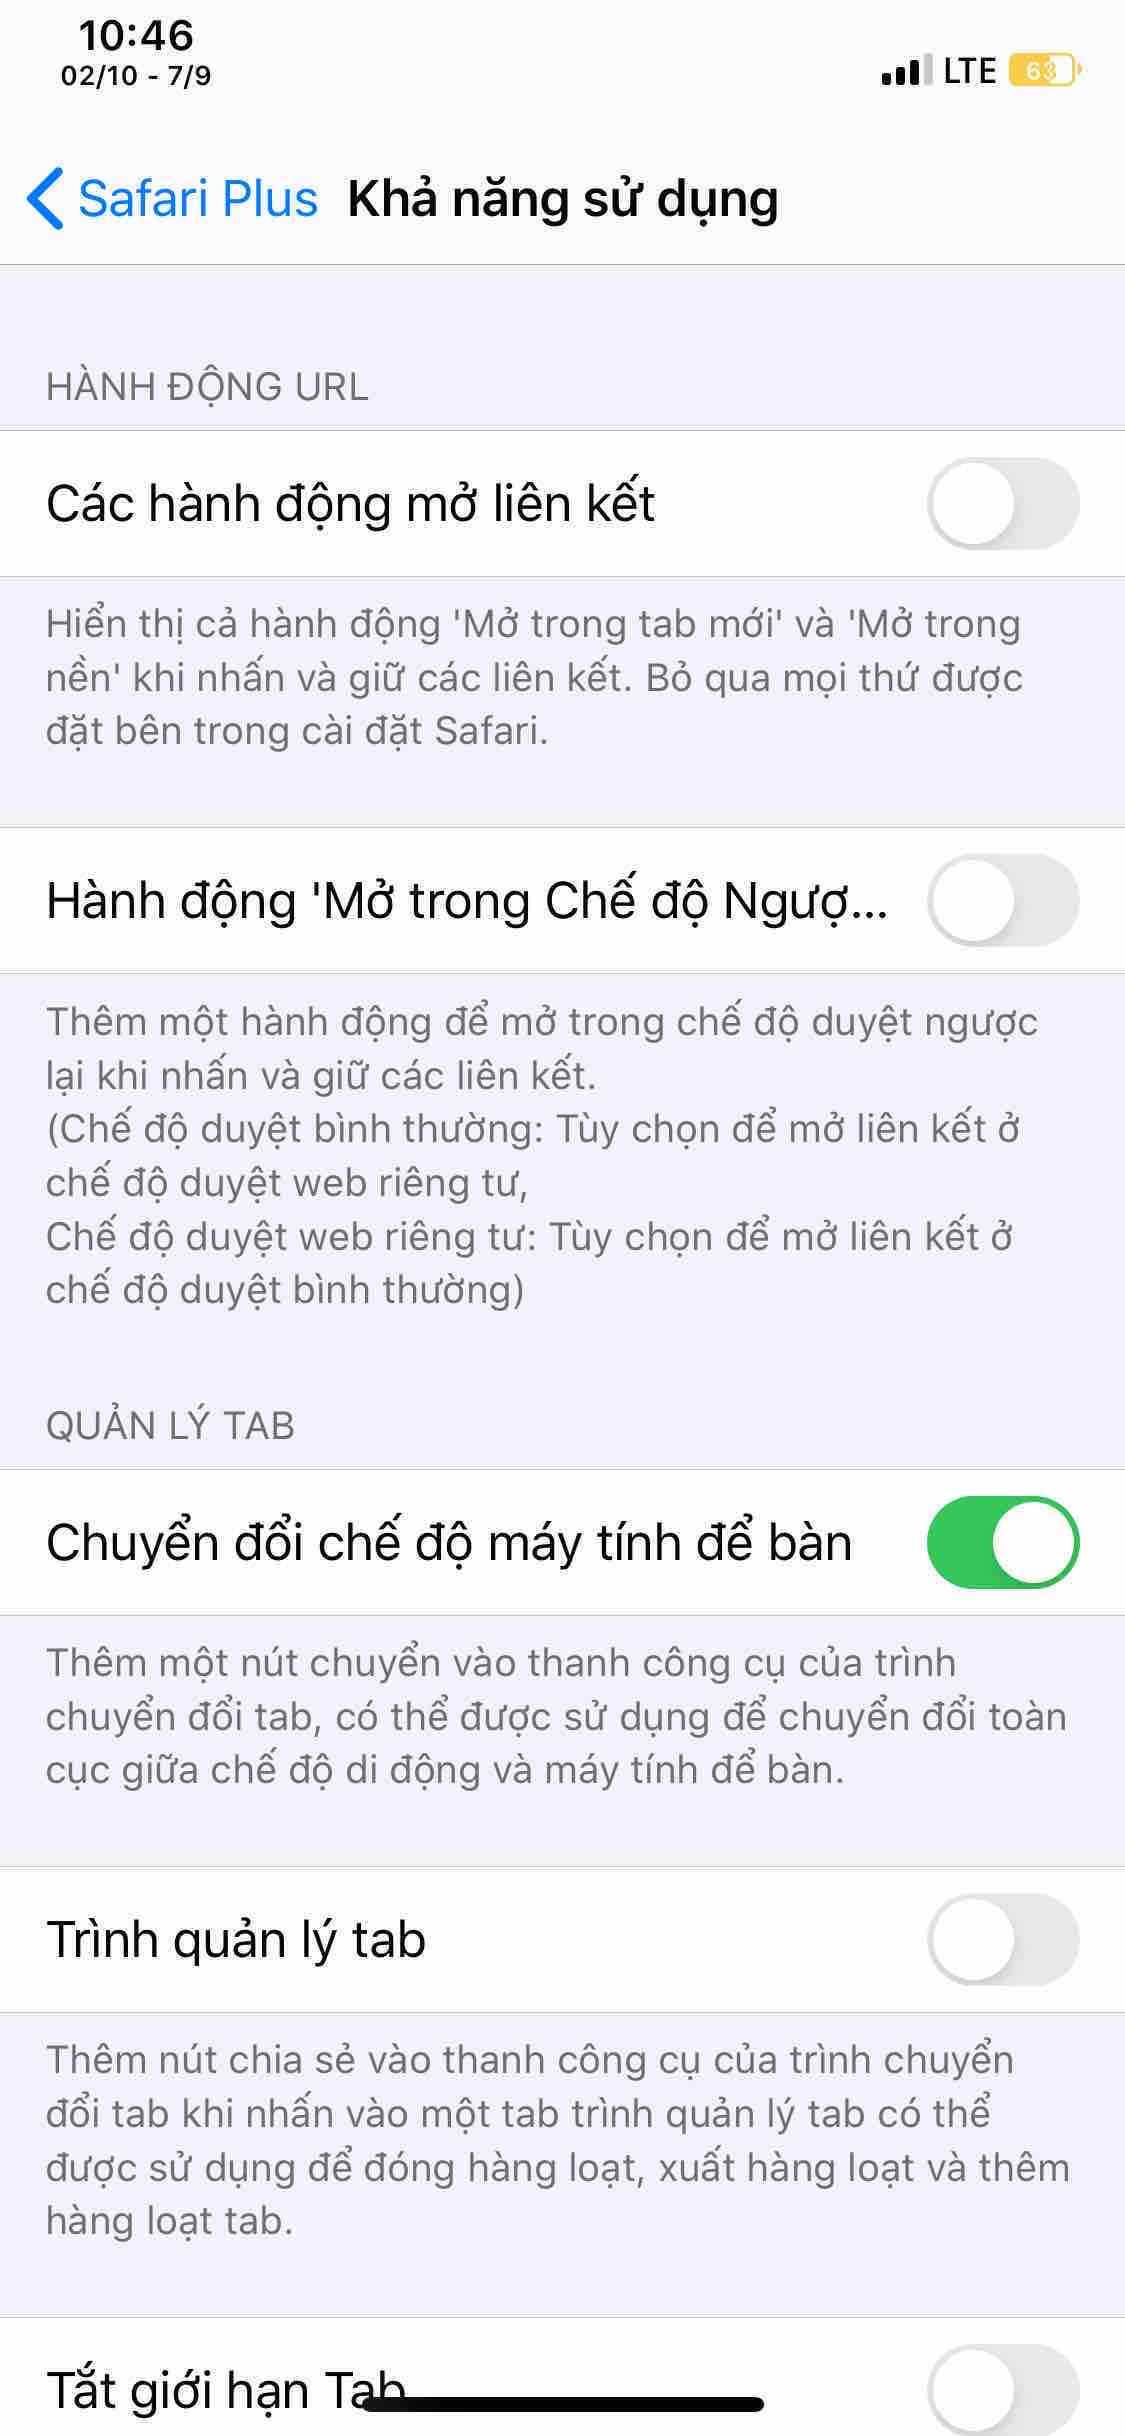 10:46
02/10 - 7/9
LTE 63
Safari Plus Khả năng sử dụng
HÀNH ĐỘNG URL
Các hành động mở liên kết
Hiển thị cả hành động 'Mở trong tab mới' và 'Mở trong
nền' khi nhấn và giữ các liên kết. Bỏ qua mọi thứ được
đặt bên trong cài đặt Safari.
Hành động 'Mở trong Chế độ Ngượ...
Thêm một hành động để mở trong chế độ duyệt ngược
lại khi nhấn và giữ các liên kết.
(Chế độ duyệt bình thường: Tùy chọn để mở liên kết ở
chế độ duyệt web riêng tư,
Chế độ duyệt web riêng tư: Tùy chọn để mở liên kết ở
chế độ duyệt bình thường)
QUẢN LÝ TAB
Chuyển đổi chế độ máy tính để bàn
Thêm một nút chuyển vào thanh công cụ của trình
chuyển đổi tab, có thể được sử dụng để chuyển đổi toàn
cục giữa chế độ di động và máy tính để bàn.
Trình quản lý tab
Thêm nút chia sẻ vào thanh công cụ của trình chuyển
đổi tab khi nhấn vào một tab trình quản lý tab có thể
được sử dụng để đóng hàng loạt, xuất hàng loạt và thêm
hàng loạt tab.
Tắt giới hạn Tab